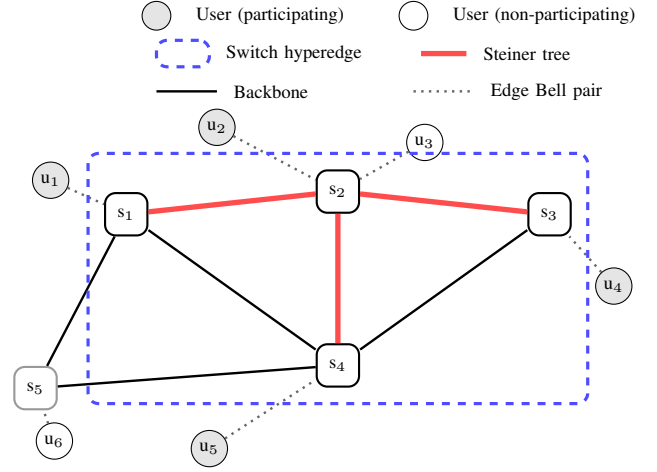 User (participating) User (non-participating)
Switch hyperedge Steiner tree
Backbone Edge Bell pair
u₂
u₃
u₁
s₂
s₁ s₃
u₄
s₄
s₅
u₆
u₅